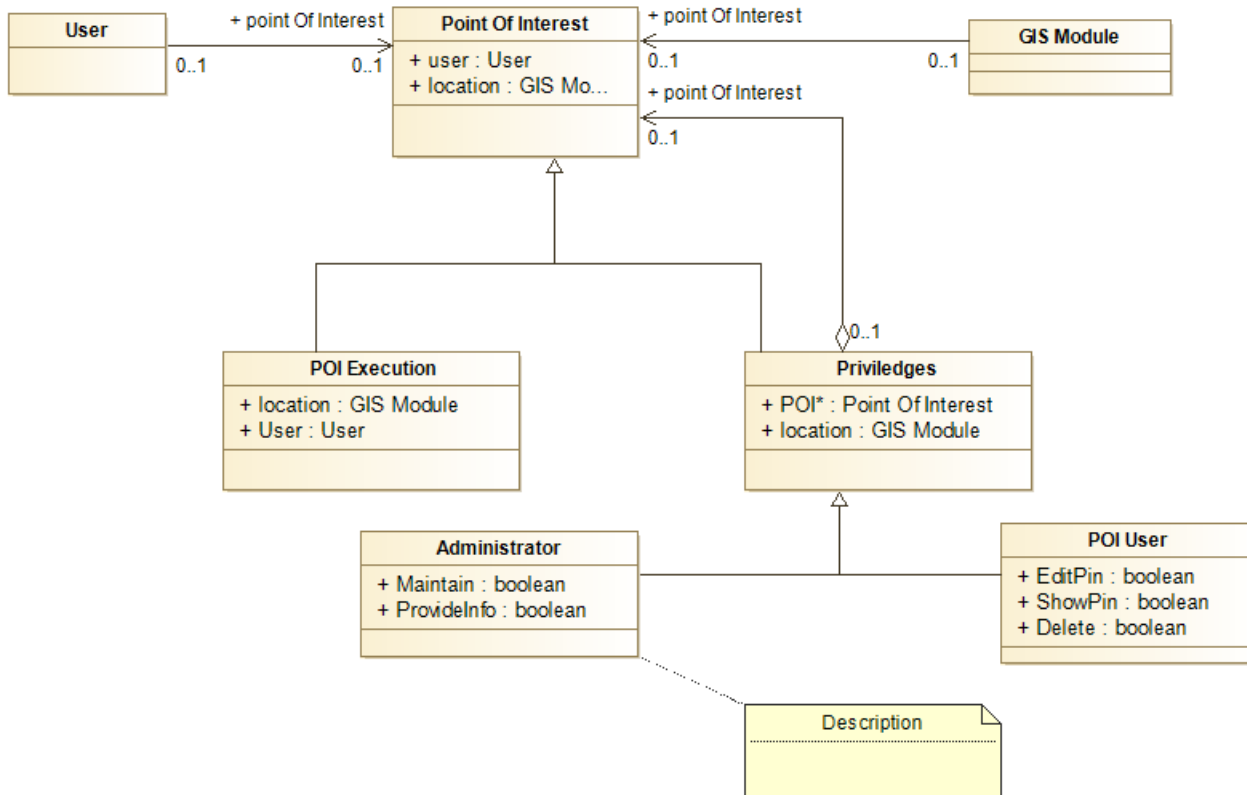 User
+ point Of Interest
0..1
0..1
Point Of Interest
+ user : User
+ location : GIS Mo...
+ point Of Interest
0..1
0..1
GIS Module
+ point Of Interest
0..1
0..1
POI Execution
+ location : GIS Module
+ User : User
Priviledges
+ POI* : Point Of Interest
+ location : GIS Module
Administrator
+ Maintain : boolean
+ ProvideInfo : boolean
POI User
+ EditPin : boolean
+ ShowPin : boolean
+ Delete : boolean
Description